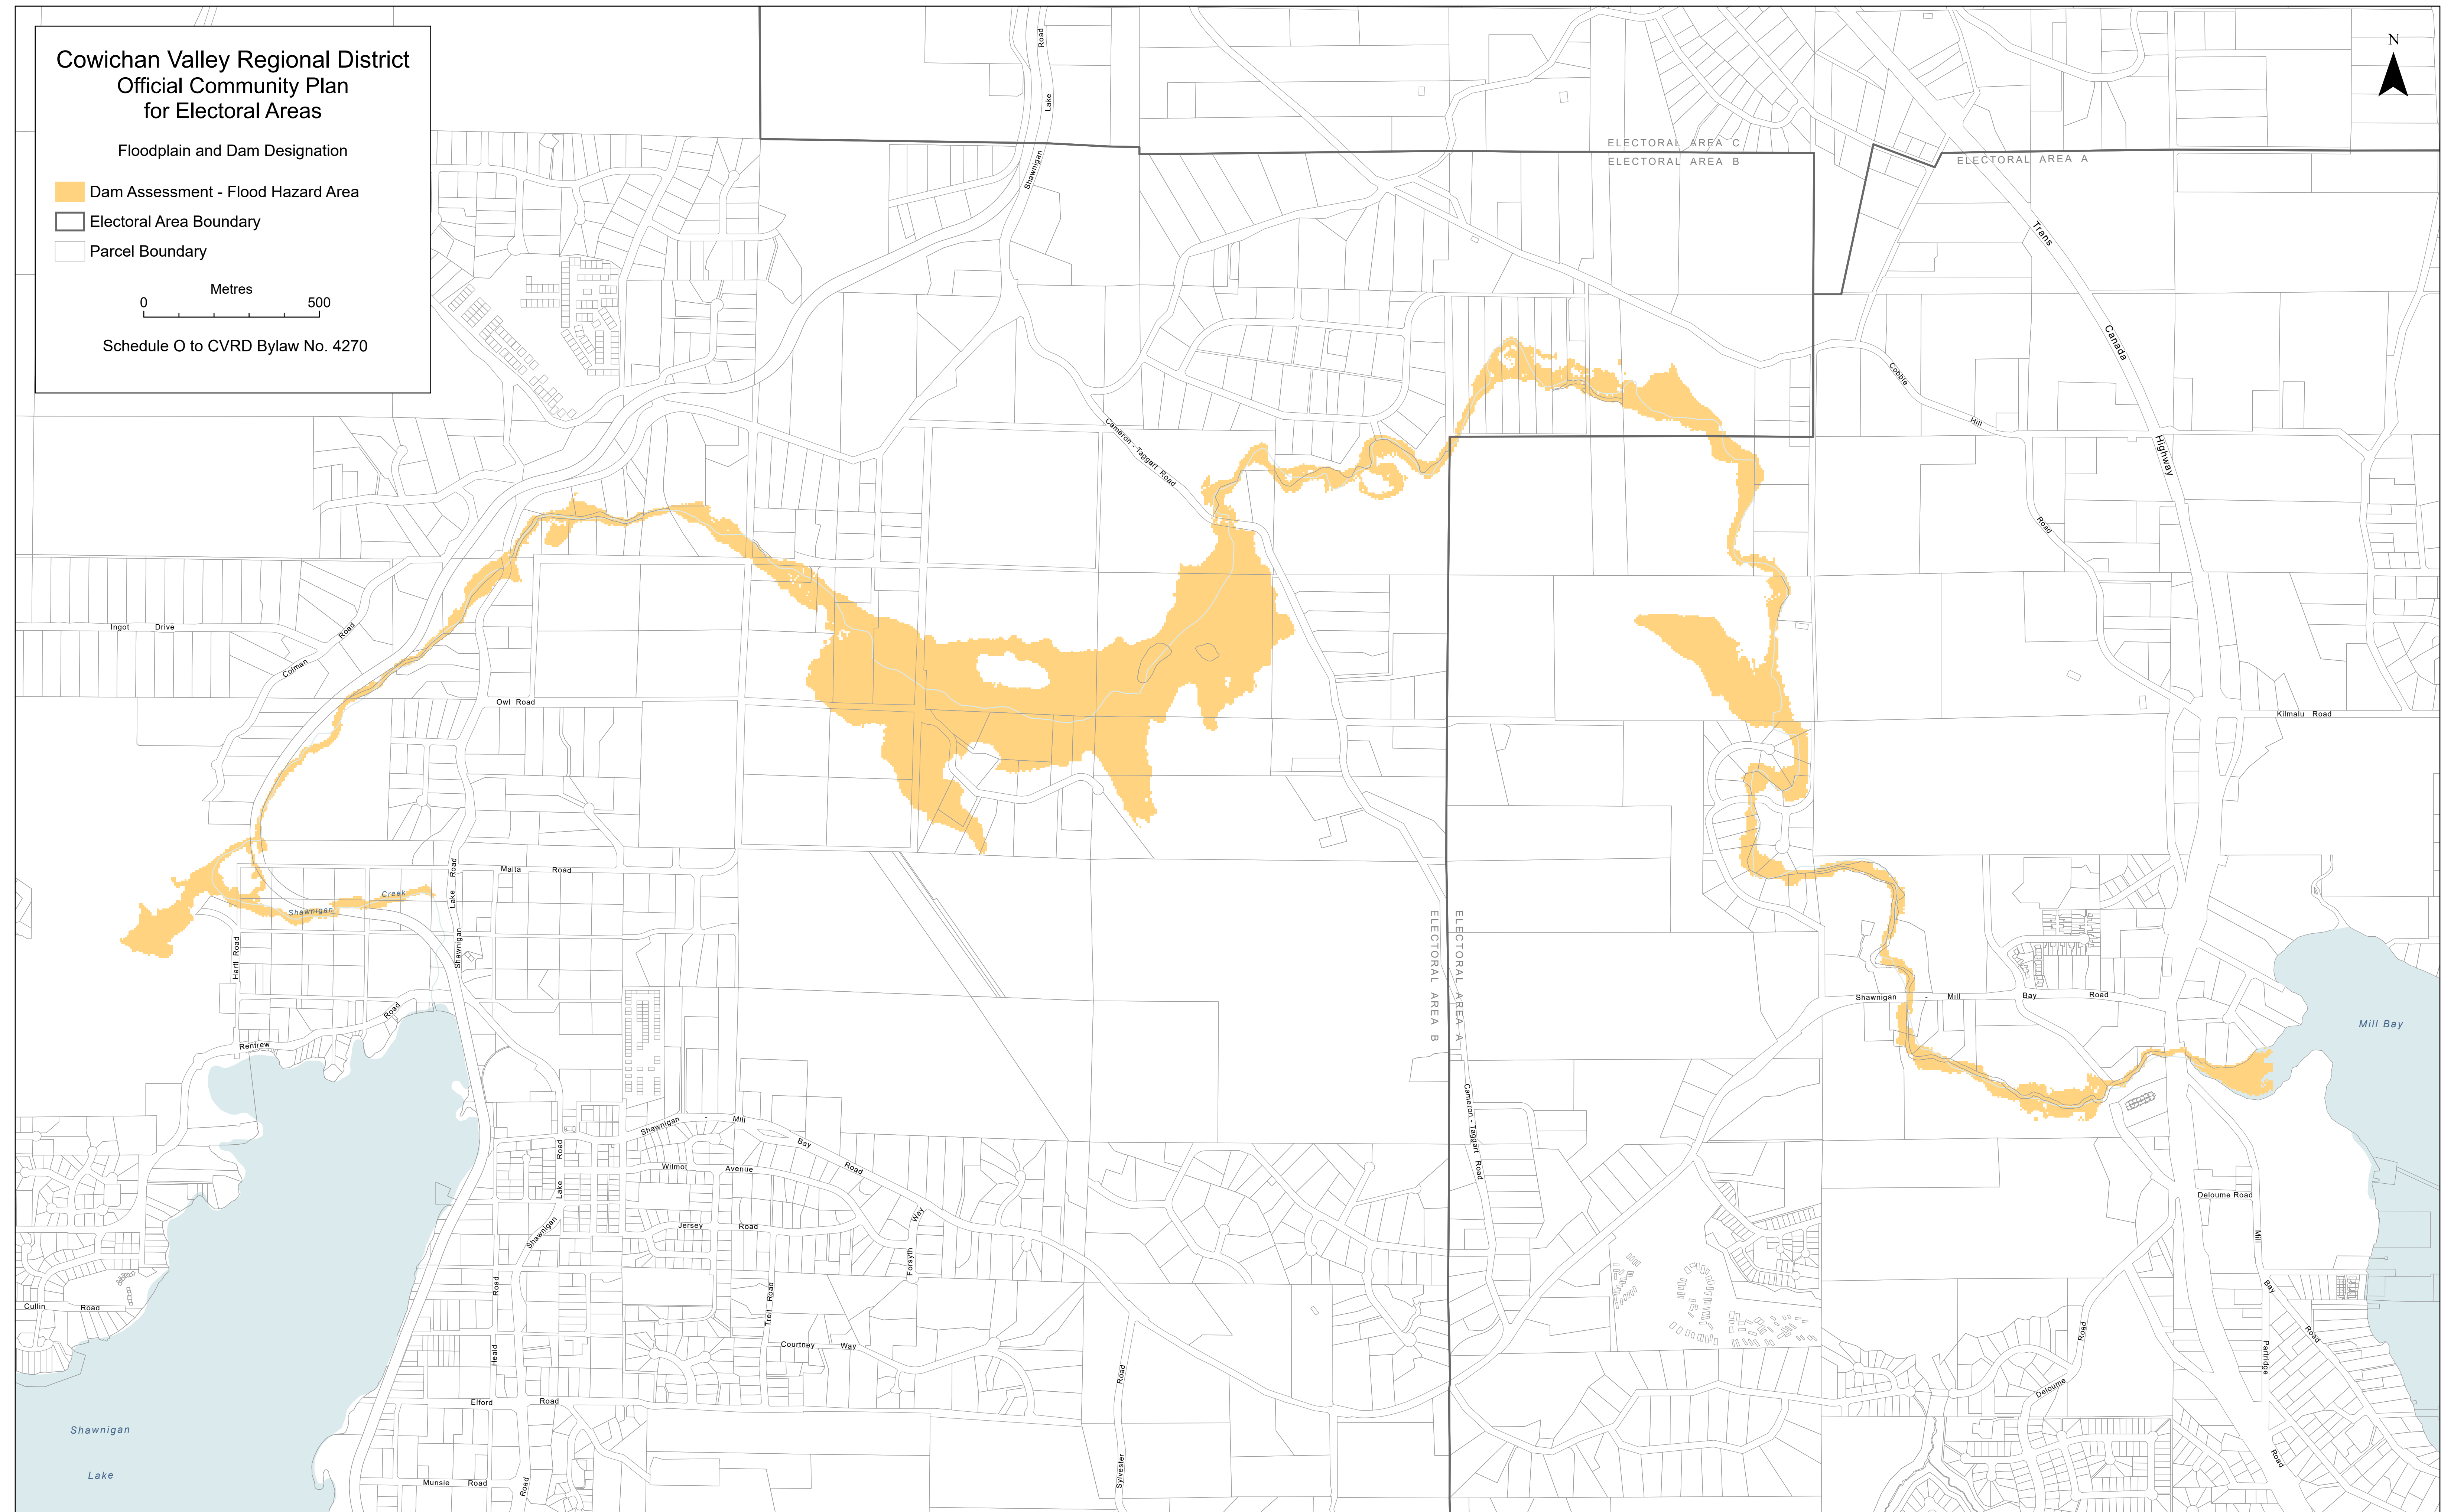 Cowichan Valley Regional District
Official Community Plan
for Electoral Areas
Floodplain and Dam Designation
Dam Assessment - Flood Hazard Area
Electoral Area Boundary
Parcel Boundary
Metres
0 500
Schedule O to CVRD Bylaw No. 4270
N
Road
Lake
Shawnigan
ELECTORAL AREA C
ELECTORAL AREA B
ELECTORAL AREA A
Trans
Canada
Highway
Cobble
Hill
Road
Cameron - Taggart Road
Ingot Drive
Colman
Road
Owl Road
Kilmalu Road
Malta Road
Shawnigan
Lake
Road
Shawnigan
Creek
Hartl Road
Renfrew
Road
ELECTORAL AREA B
ELECTORAL AREA A
Shawnigan - Mill Bay Road
Mill Bay
Cameron - Taggart Road
Shawnigan - Mill Bay Road
Wilmot Avenue
Jersey Road
Forsyth
Way
Shawnigan
Lake
Road
Treit Road
Courtney Way
Heald
Road
Elford Road
Munsie Road
Road
Sylvester
Road
Cullin Road
Shawnigan
Lake
Deloume Road
Mill
Bay
Road
Partridge
Road
Deloume
Road